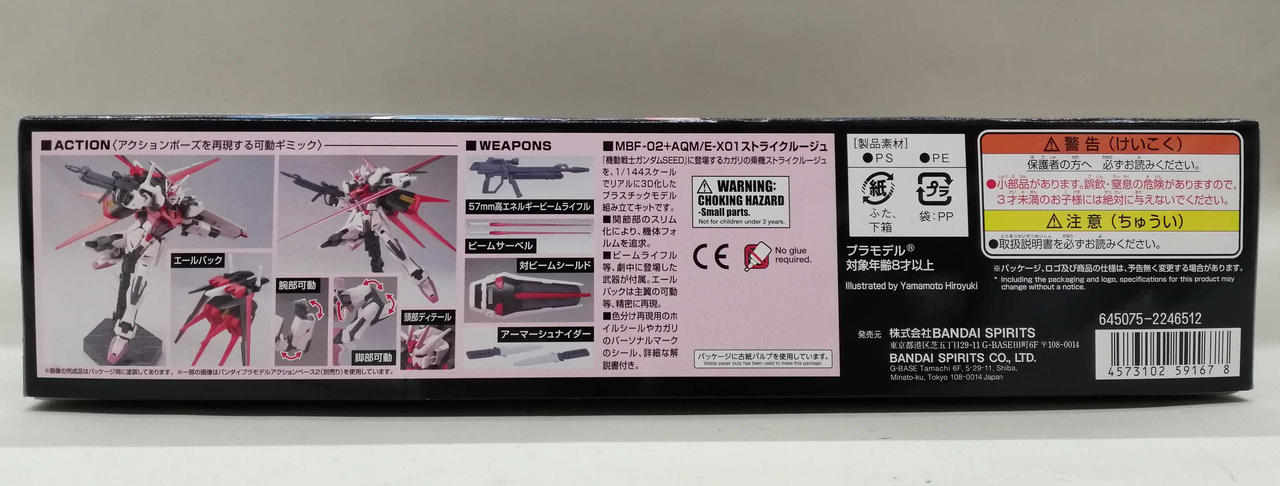 ■ACTION〈アクションポーズを再現する可動ギミック〉
エールパック
腕部可動
脚部可動
頭部ディテール
※画像の完成品はパッケージ用に塗装してあります。 ※一部の画像はバンダイプラモデルアクションベース2(別売り)を使用しています。
■WEAPONS
57mm高エネルギービームライフル
ビームサーベル
対ビームシールド
アーマーシュナイダー
■MBF-02+AQM/E-X01ストライクルージュ
「機動戦士ガンダムSEED」に登場するカガリの乗機ストライクルージュ
を、1/144スケール
でリアルに3D化した
プラスチックモデル
組み立てキットです。
■関節部のスリム
化により、機体フォ
ルムを追求。
■ビームライフル
等、劇中に登場した
武器が付属。エール
パックは主翼の可動
等、精密に再現。
■色分け再現用のホ
イルシールやカガリ
のパーソナルマーク
のシール、詳細な解
説書付き。
WARNING:
CHOKING HAZARD
-Small parts.
Not for children under 3 years.
CE
No glue
required.
パッケージに古紙パルプを使用しています。
Waste paper pulp has been used to make this package.
[製品素材]
●PS ●PE
紙
ふた、
下箱
プラ
袋:PP
プラモデル®
対象年齢8才以上
Illustrated by Yamamoto Hiroyuki
警告(けいこく)
保護者の方へ 必ずお読みください。
●小部品があります。誤飲・窒息の危険がありますので、
3才未満のお子様には絶対に与えないでください。
注意(ちゅうい)
●取扱説明書を必ずお読みください。
※パッケージ、ロゴ及び商品の仕様は、予告無く変更する場合があります。
* Including the packaging and logo, specifications for this product may
change without a notice.
発売元 株式会社BANDAI SPIRITS
東京都港区芝五丁目29-11 G-BASE田町6F 〒108-0014
BANDAI SPIRITS CO., LTD.
G-BASE Tamachi 6F, 5-29-11, Shiba,
Minato-ku, Tokyo 108-0014 Japan
645075-2246512
4573102 591678